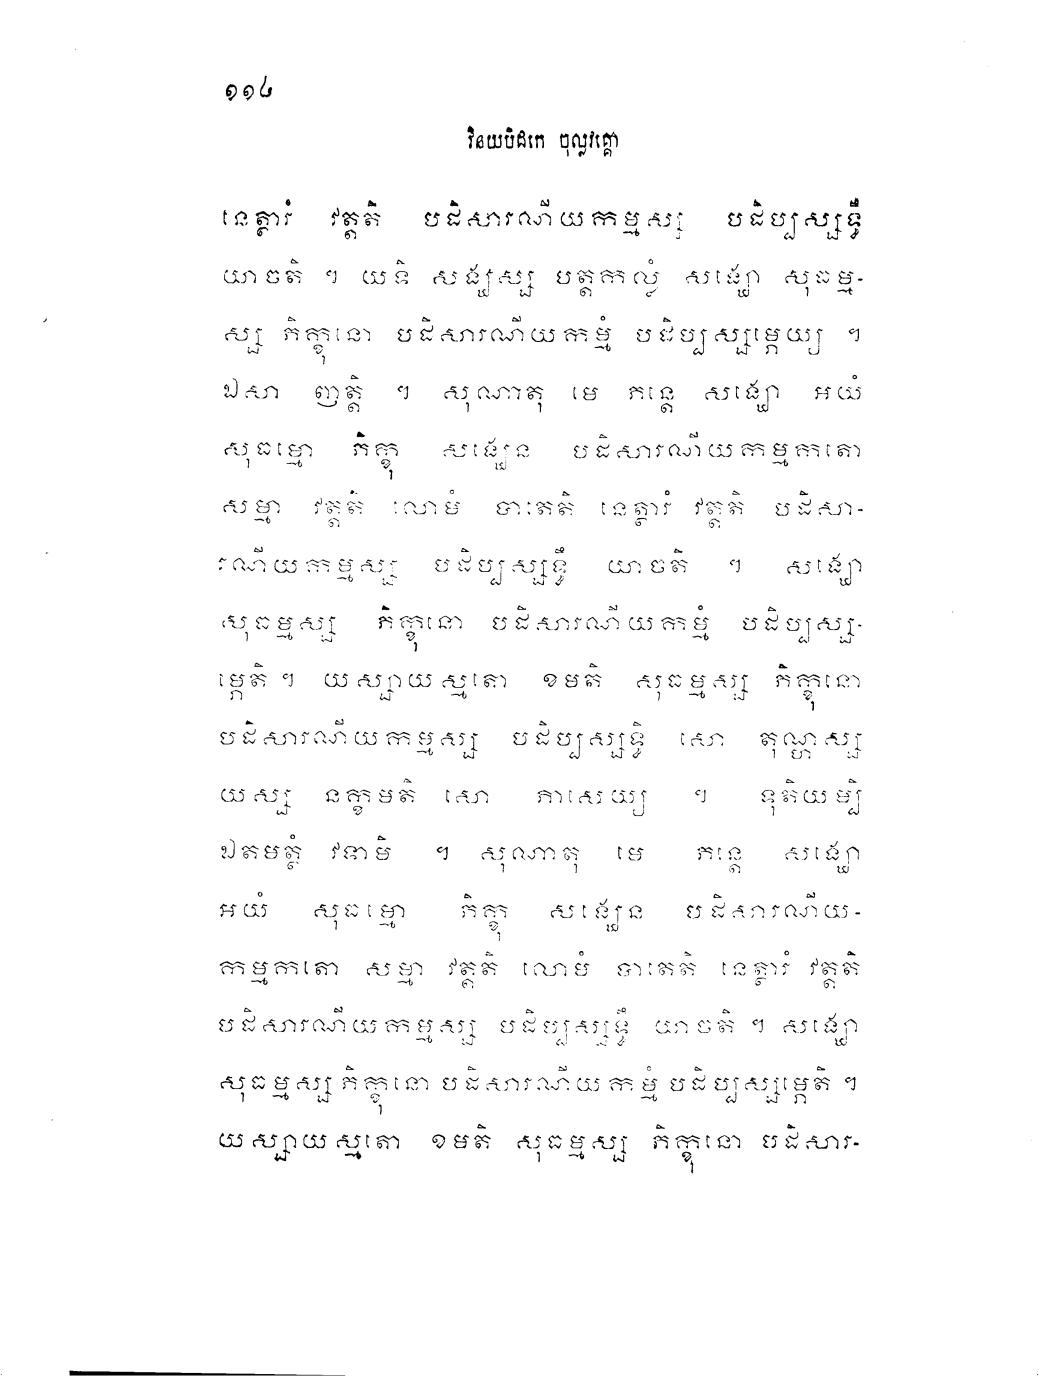 ១១៤
វិនយបិដកេ ចុល្លវគ្គោ
នេត្ថារំ វត្តតិ បដិសារណីយកម្មស្ស បដិប្បស្សទ្ធឹ
យាចតិ ។ យទិ សង្ឃស្ស បត្តកល្លំ សង្ឃោ សុធម្ម-
ស្ស ភិក្ខុនោ បដិសារណីយកម្មំ បដិប្បស្សម្ភេយ្យ ។
ឯសា ញត្តិ ។ សុណាតុ មេ ភន្តេ សង្ឃោ អយំ
សុធម្មោ ភិក្ខុ សង្ឃេន បដិសារណីយកម្មកតោ
សម្មា វត្តតិ លោមំ បាតេតិ នេត្ថារំ វត្តតិ បដិសា-
រណីយកម្មស្ស បដិប្បស្សទ្ធឹ យាចតិ ។ សង្ឃោ
សុធម្មស្ស ភិក្ខុនោ បដិសារណីយកម្មំ បដិប្បស្ស-
ម្ភេតិ ។ យស្សាយស្មតោ ខមតិ សុធម្មស្ស ភិក្ខុនោ
បដិសារណីយកម្មស្ស បដិប្បស្សទ្ធិ សោ តុណ្ហស្ស
យស្ស នក្ខមតិ សោ ភាសេយ្យ ។ ទុតិយម្បិ
ឯតមត្ថំ វទាមិ ។ សុណាតុ មេ ភន្តេ សង្ឃោ
អយំ សុធម្មោ ភិក្ខុ សង្ឃេន បដិសារណីយ-
កម្មកតោ សម្មា វត្តតិ លោមំ បាតេតិ នេត្ថារំ វត្តតិ
បដិសារណីយកម្មស្ស បដិប្បស្សទ្ធឹ យាចតិ ។ សង្ឃោ
សុធម្មស្ស ភិក្ខុនោ បដិសារណីយកម្មំ បដិប្បស្សម្ភេតិ ។
យស្សាយស្មតោ ខមតិ សុធម្មស្ស ភិក្ខុនោ បដិសារ-